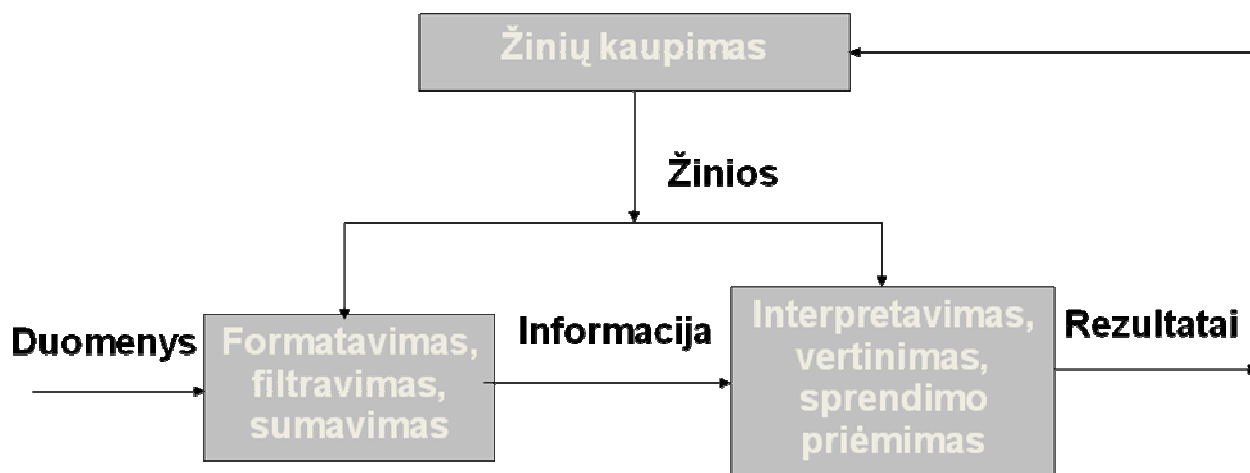 Žinių kaupimas
Žinios
Duomenys
Formatavimas,
filtravimas,
sumavimas
Informacija
Interpretavimas,
vertinimas,
sprendimo
priėmimas
Rezultatai